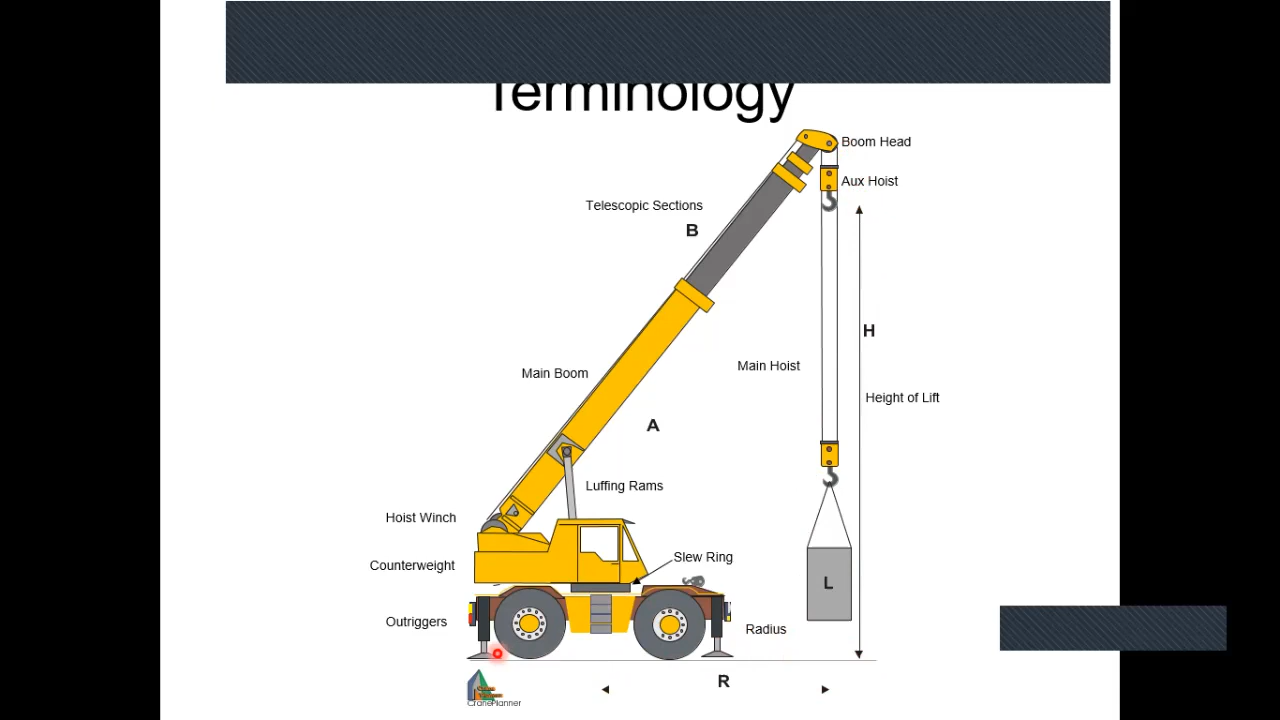 Terminology
Boom Head
Aux Hoist
Telescopic Sections
B
H
Main Hoist
Main Boom
Height of Lift
A
Luffing Rams
Hoist Winch
Slew Ring
Counterweight
L
Outriggers
Radius
R
CranePlanner